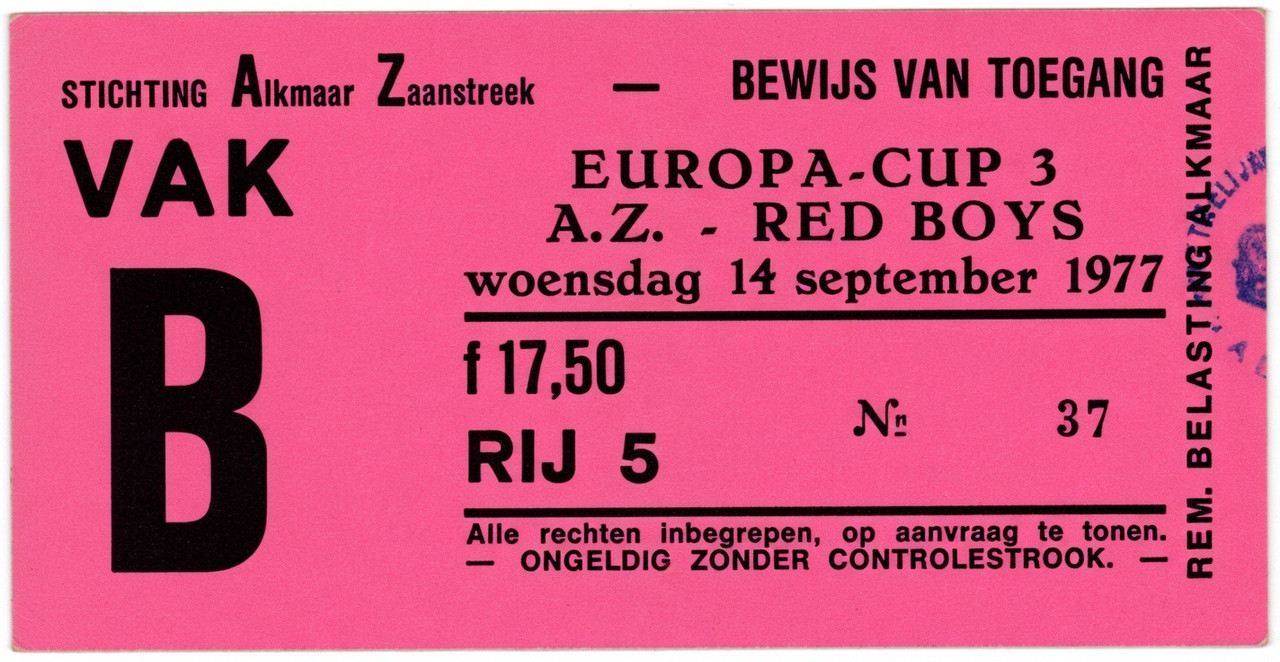 STICHTING Alkmaar Zaanstreek — BEWIJS VAN TOEGANG
VAK
B
EUROPA-CUP 3
A.Z. - RED BOYS
woensdag 14 september 1977
f 17,50
RIJ 5
Nn 37
Alle rechten inbegrepen, op aanvraag te tonen.
— ONGELDIG ZONDER CONTROLESTROOK. —
REM. BELASTING ALKMAAR